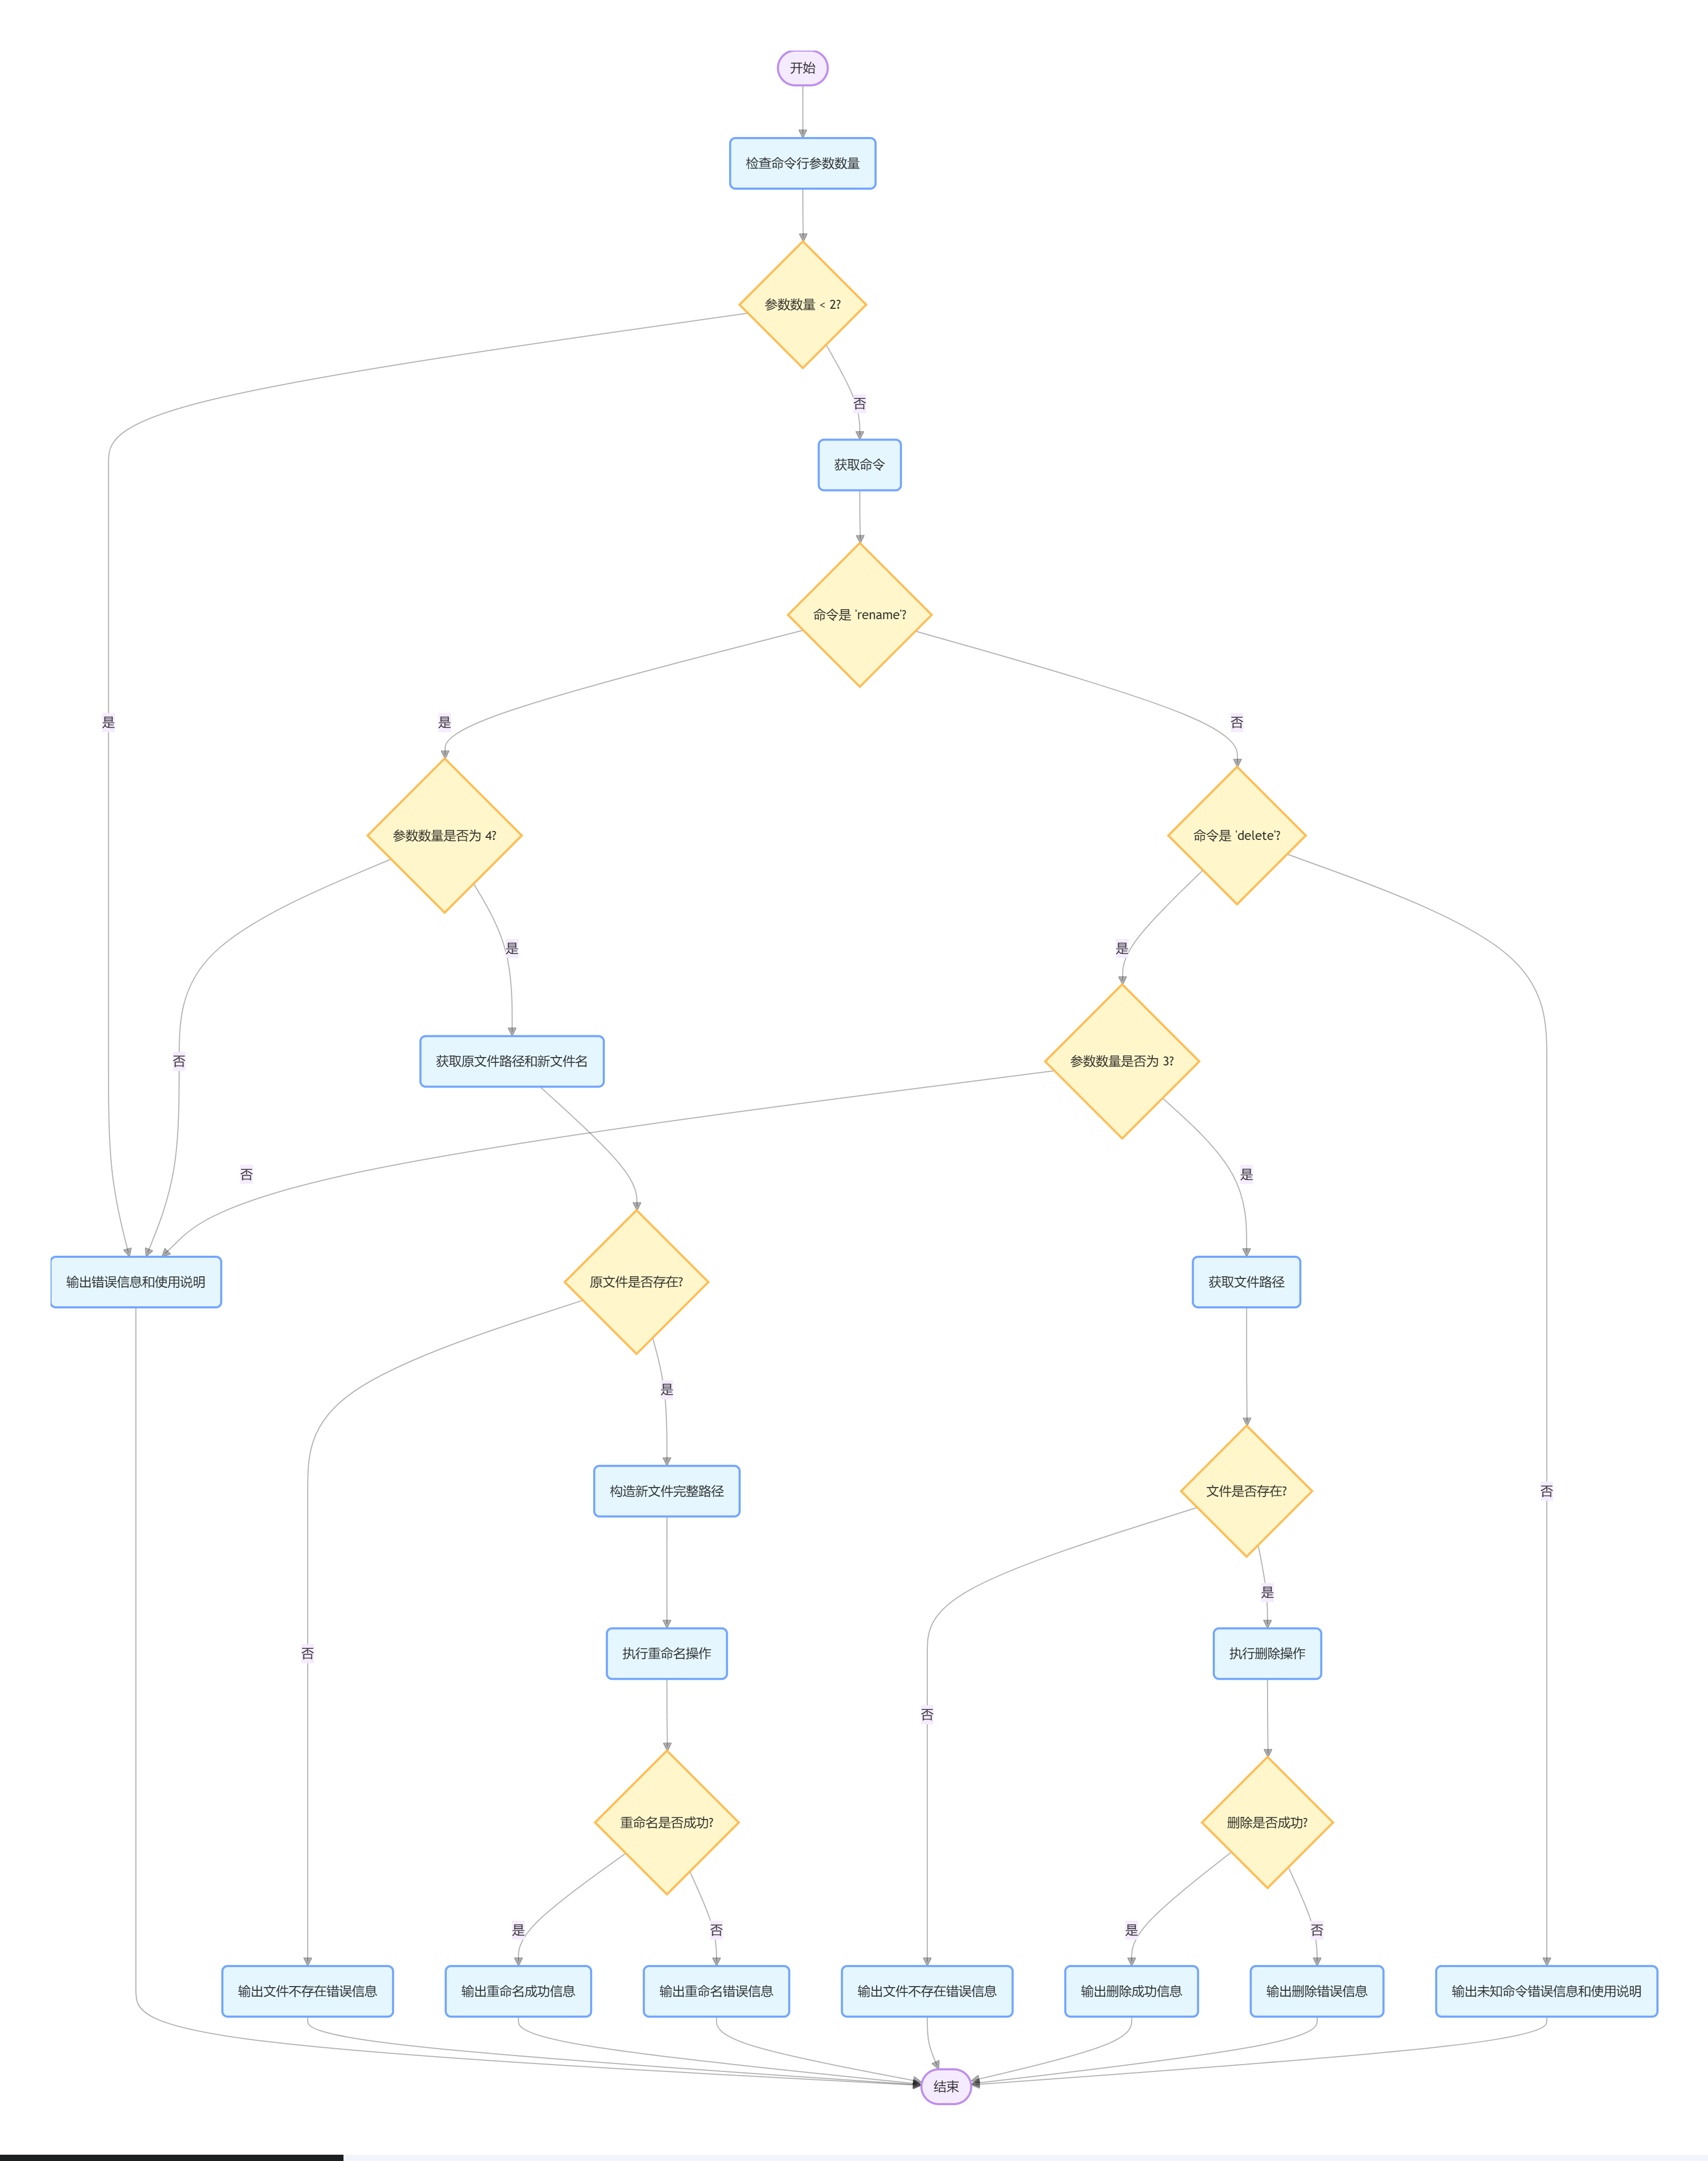 开始
检查命令行参数数量
参数数量 < 2?
否
获取命令
命令是 'rename'?
是
是
否
参数数量是否为 4?
命令是 'delete'?
是
是
否
获取原文件路径和新文件名
参数数量是否为 3?
否
是
输出错误信息和使用说明
原文件是否存在?
获取文件路径
是
构造新文件完整路径
文件是否存在?
否
是
否
执行重命名操作
执行删除操作
否
重命名是否成功?
删除是否成功?
是
否
是
否
输出文件不存在错误信息
输出重命名成功信息
输出重命名错误信息
输出文件不存在错误信息
输出删除成功信息
输出删除错误信息
输出未知命令错误信息和使用说明
结束